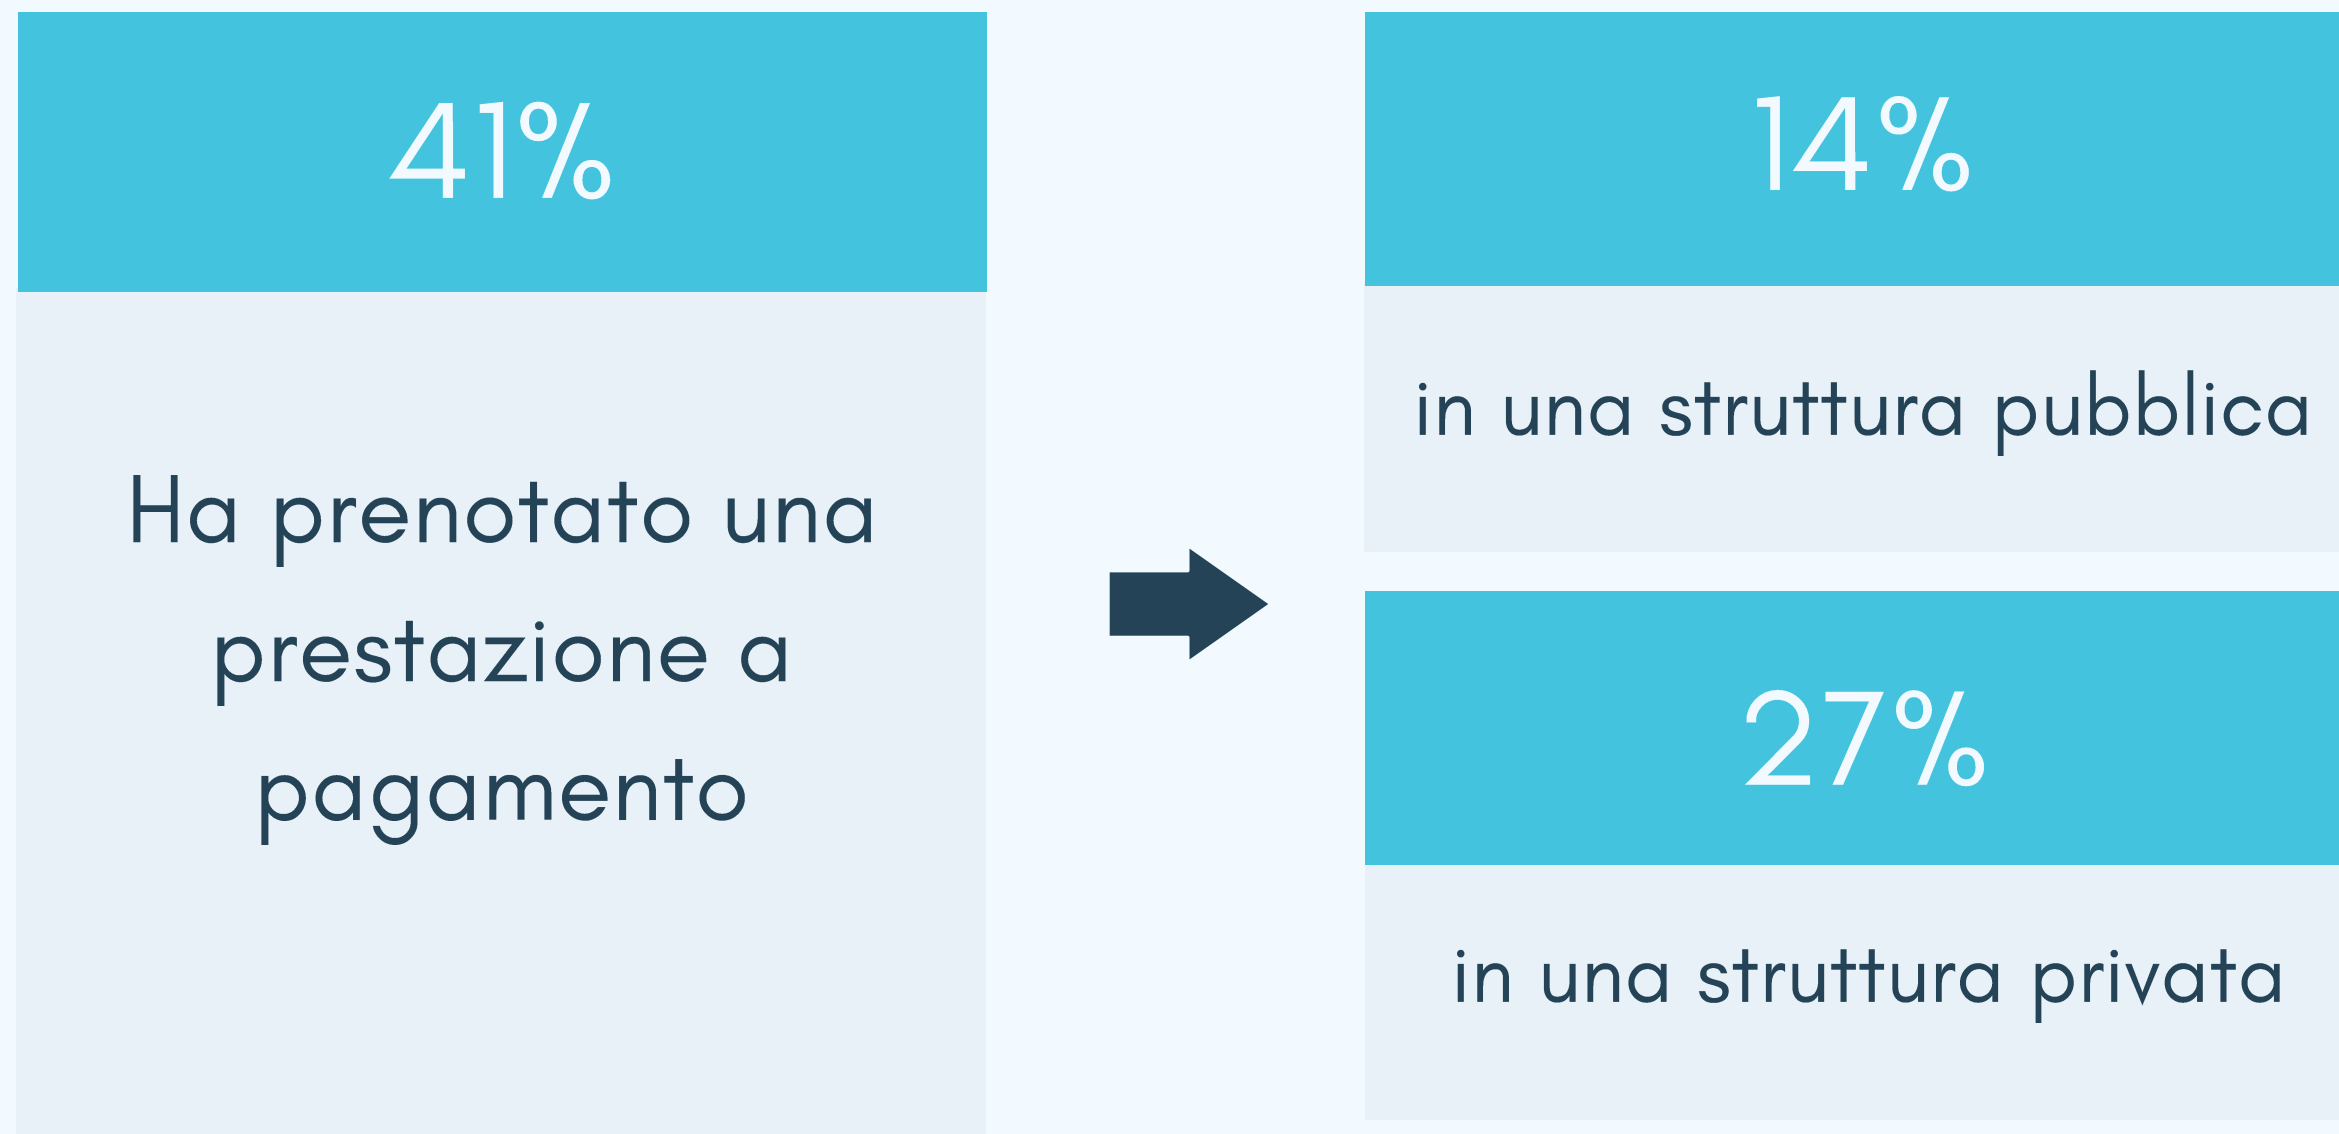 41%
Ha prenotato una
prestazione a
pagamento
14%
in una struttura pubblica
27%
in una struttura privata